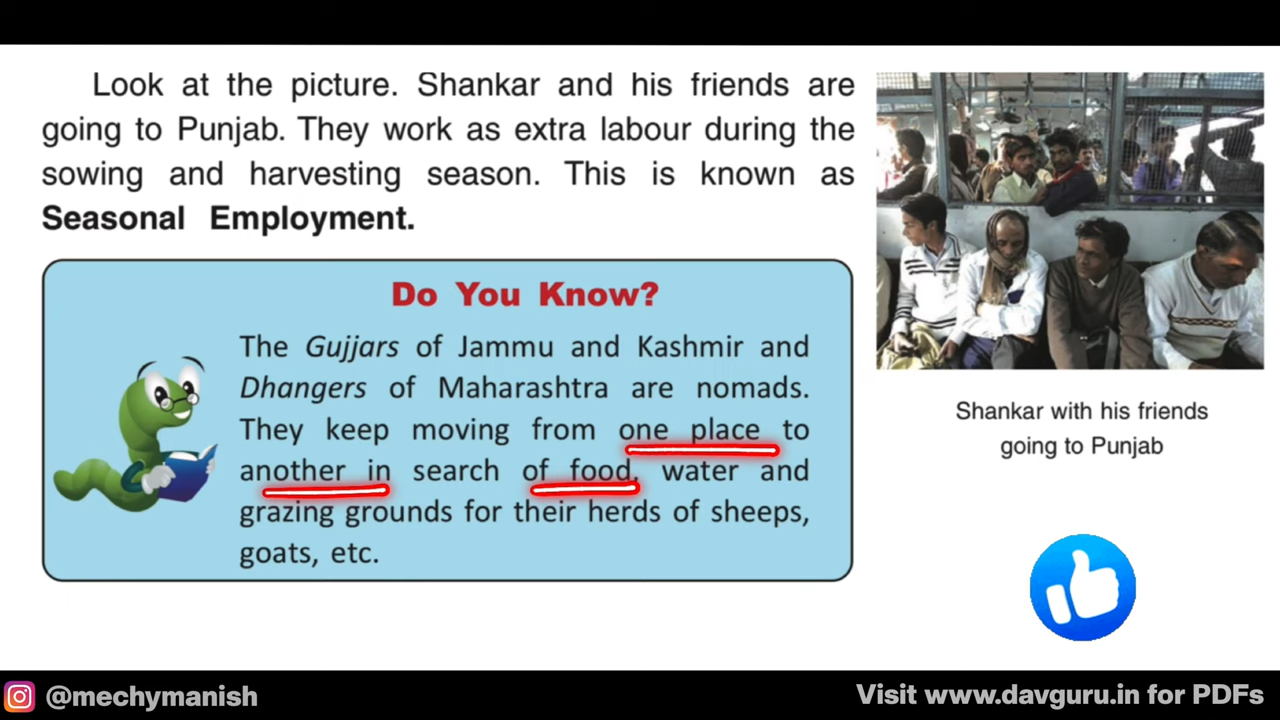 Look at the picture. Shankar and his friends are
going to Punjab. They work as extra labour during the
sowing and harvesting season. This is known as
Seasonal Employment.
Do You Know?
The Gujjars of Jammu and Kashmir and
Dhangers of Maharashtra are nomads.
They keep moving from one place to
another in search of food, water and
grazing grounds for their herds of sheeps,
goats, etc.
Shankar with his friends
going to Punjab
@mechymanish
Visit www.davguru.in for PDFs